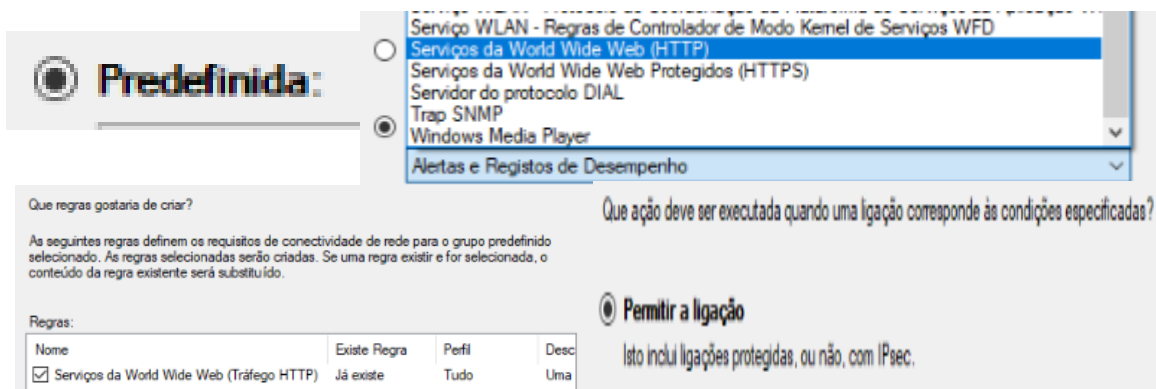 Predefinida:
Serviço WLAN - Regras de Controlador de Modo Kernel de Serviços WFD
Serviços da World Wide Web (HTTP)
Serviços da World Wide Web Protegidos (HTTPS)
Servidor do protocolo DIAL
Trap SNMP
Windows Media Player
Alertas e Registos de Desempenho
Que regras gostaria de criar?
As seguintes regras definem os requisitos de conectividade de rede para o grupo predefinido
selecionado. As regras selecionadas serão criadas. Se uma regra existir e for selecionada, o
conteúdo da regra existente será substituído.
Regras:
Nome Existe Regra Perfil Desc
Serviços da World Wide Web (Tráfego HTTP) Já existe Tudo Uma
Que ação deve ser executada quando uma ligação corresponde às condições especificadas?
Permitir a ligação
Isto inclui ligações protegidas, ou não, com IPsec.